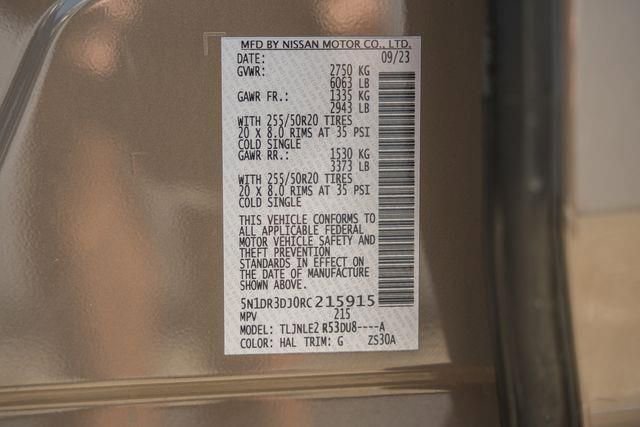 MFD BY NISSAN MOTOR CO., LTD.
DATE: 09/23
GVWR: 2750 KG
6063 LB
GAWR FR.: 1335 KG
2943 LB
WITH 255/50R20 TIRES
20 X 8.0 RIMS AT 35 PSI
COLD SINGLE
GAWR RR.: 1530 KG
3373 LB
WITH 255/50R20 TIRES
20 X 8.0 RIMS AT 35 PSI
COLD SINGLE
THIS VEHICLE CONFORMS TO
ALL APPLICABLE FEDERAL
MOTOR VEHICLE SAFETY AND
THEFT PREVENTION
STANDARDS IN EFFECT ON
THE DATE OF MANUFACTURE
SHOWN ABOVE.
5N1DR3DJ0RC215915
MPV 215
MODEL: TLJNLE2 R53DU8----A
COLOR: HAL TRIM: G ZS30A